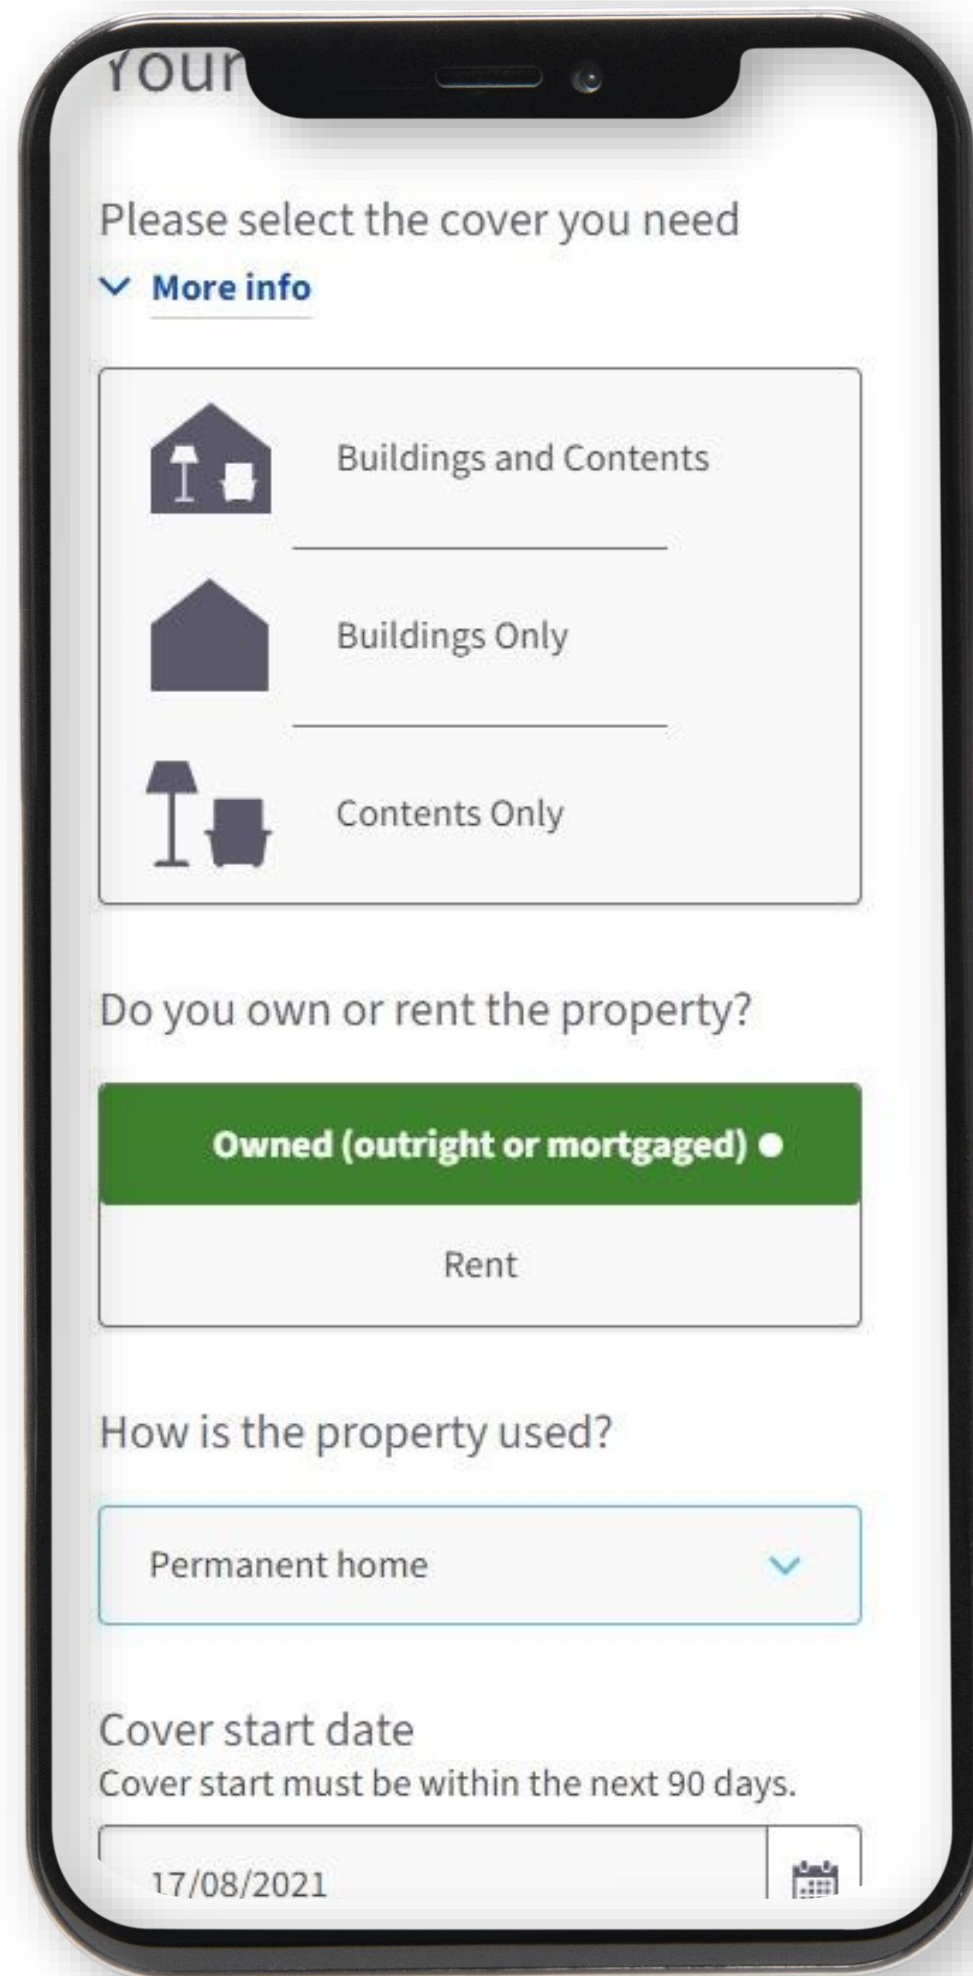 Your
Please select the cover you need
More info
Buildings and Contents
Buildings Only
Contents Only
Do you own or rent the property?
Owned (outright or mortgaged)
Rent
How is the property used?
Permanent home
Cover start date
Cover start must be within the next 90 days.
17/08/2021